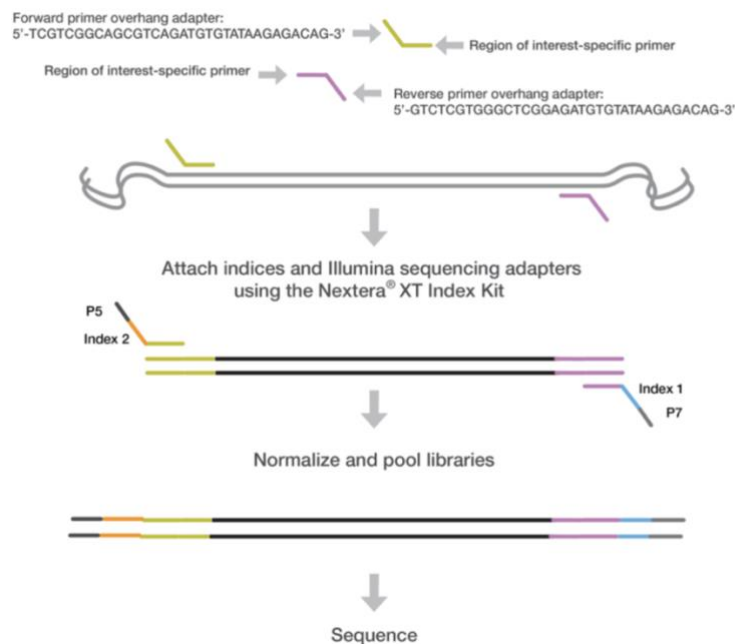 Forward primer overhang adapter:
5'-TCGTCGGCAGCGTCAGATGTGTATAAGAGACAG-3'
Region of interest-specific primer
Region of interest-specific primer
Reverse primer overhang adapter:
5'-GTCTCGTGGGCTCGGAGATGTGTATAAGAGACAG-3'
Attach indices and Illumina sequencing adapters
using the Nextera® XT Index Kit
P5
Index 2
Index 1
P7
Normalize and pool libraries
Sequence